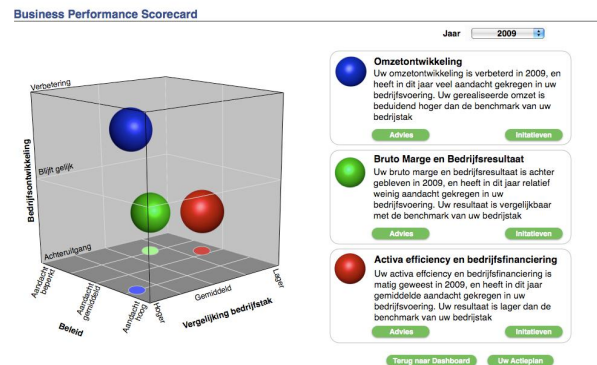 Business Performance Scorecard
Jaar 2009
Verbetering
Blijft gelijk
Achteruitgang
Bedrijfsontwikkeling
Aandacht beperkt
Aandacht gemiddeld
Aandacht hoog
Beleid
Hoger
Gemiddeld
Lager
Vergelijking bedrijfstak
Omzetontwikkeling
Uw omzetontwikkeling is verbeterd in 2009, en
heeft in dit jaar veel aandacht gekregen in uw
bedrijfsvoering. Uw gerealiseerde omzet is
beduidend hoger dan de benchmark van uw
bedrijstak
Advies Initatieven
Bruto Marge en Bedrijfsresultaat
Uw bruto marge en bedrijfsresultaat is achter
gebleven in 2009, en heeft in dit jaar relatief
weinig aandacht gekregen in uw
bedrijfsvoering. Uw resultaat is vergelijkbaar
met de benchmark van uw bedrijstak
Advies Initatieven
Activa efficiency en bedrijfsfinanciering
Uw activa effciency en bedrijfsfinanciering is
matig geweest in 2009, en heeft in dit jaar
gemiddelde aandacht gekregen in uw
bedrijfsvoering. Uw resultaat is lager dan de
benchmark van uw bedrijstak
Advies Initatieven
Terug naar Dashboard Uw Actieplan